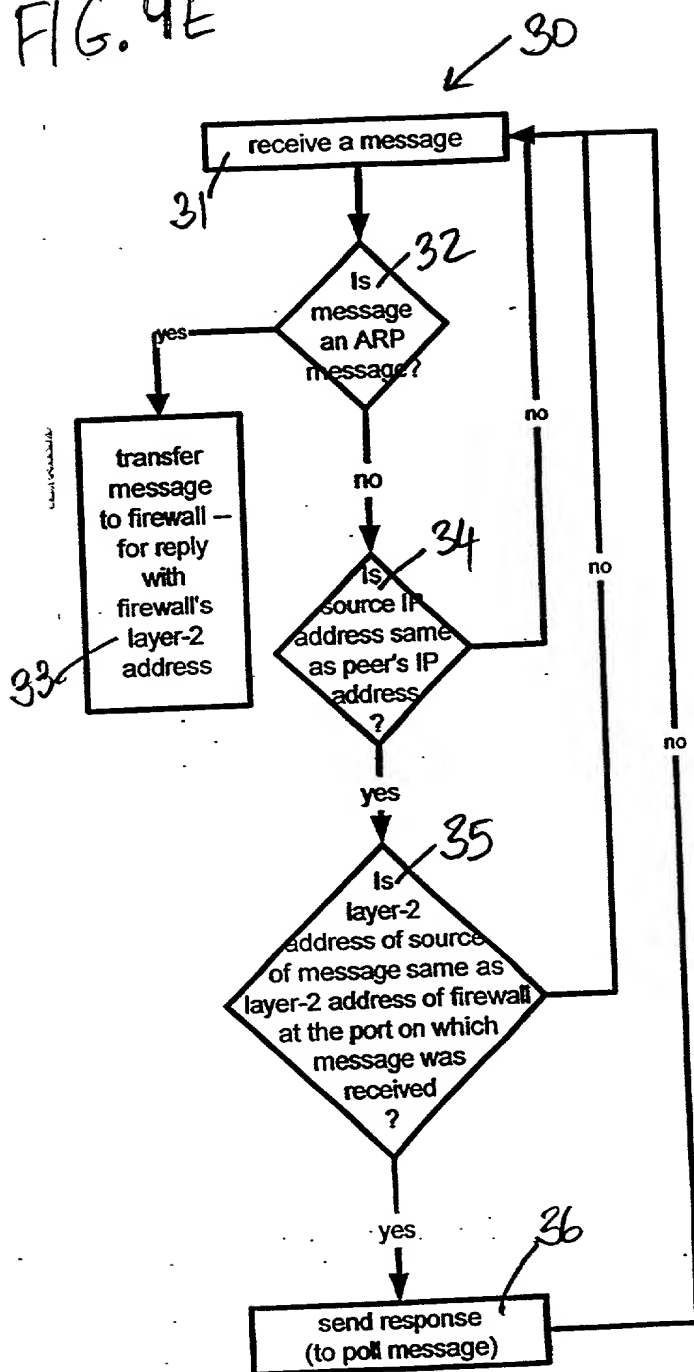 FIG. 4E
30
receive a message
31
32
Is
message
an ARP
message?
yes
no
transfer
message
to firewall –
for reply
with
firewall's
layer-2
address
33
no
34
Is
source IP
address same
as peer's IP
address
?
no
no
yes
35
Is
layer-2
address of source
of message same as
layer-2 address of firewall
at the port on which
message was
received
?
yes
36
send response
(to poll message)